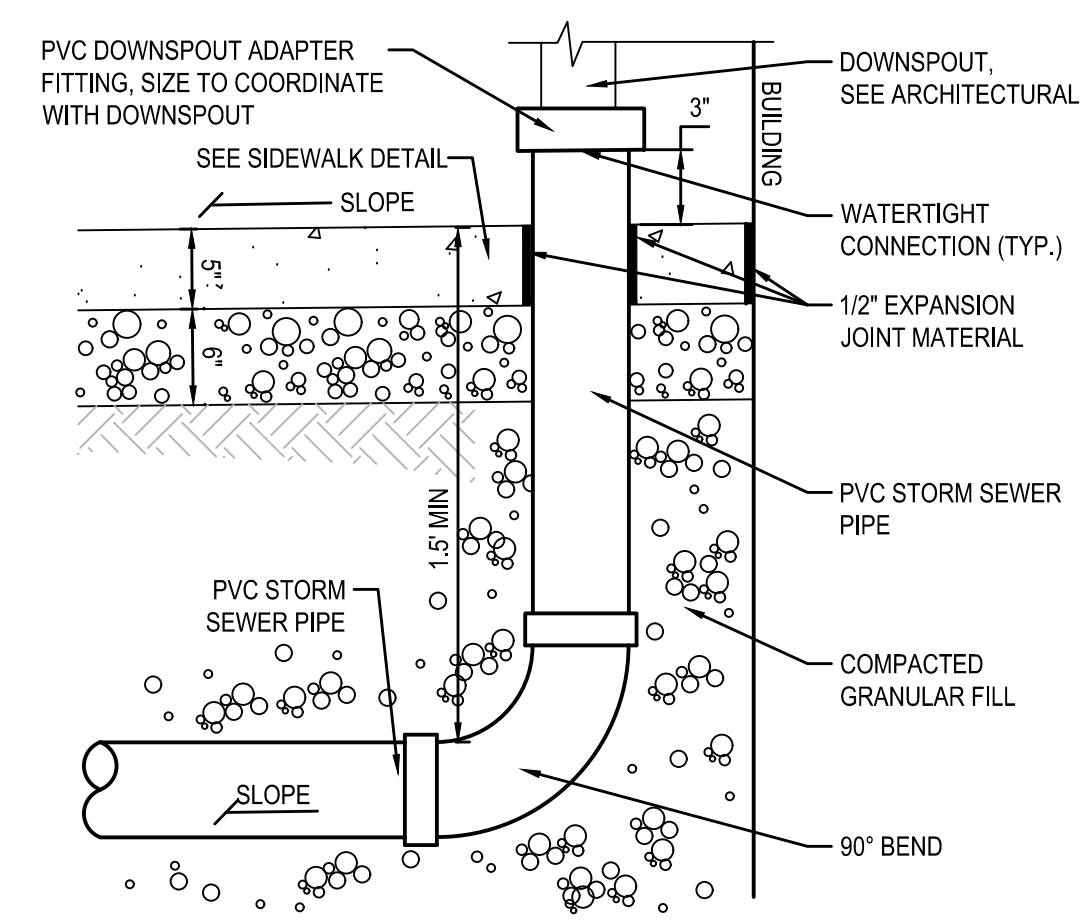 PVC DOWNSPOUT ADAPTER
FITTING, SIZE TO COORDINATE
WITH DOWNSPOUT
SEE SIDEWALK DETAIL
SLOPE
5"
6"
1.5' MIN
PVC STORM
SEWER PIPE
SLOPE
3"
BUILDING
DOWNSPOUT,
SEE ARCHITECTURAL
WATERTIGHT
CONNECTION (TYP.)
1/2" EXPANSION
JOINT MATERIAL
PVC STORM SEWER
PIPE
COMPACTED
GRANULAR FILL
90° BEND